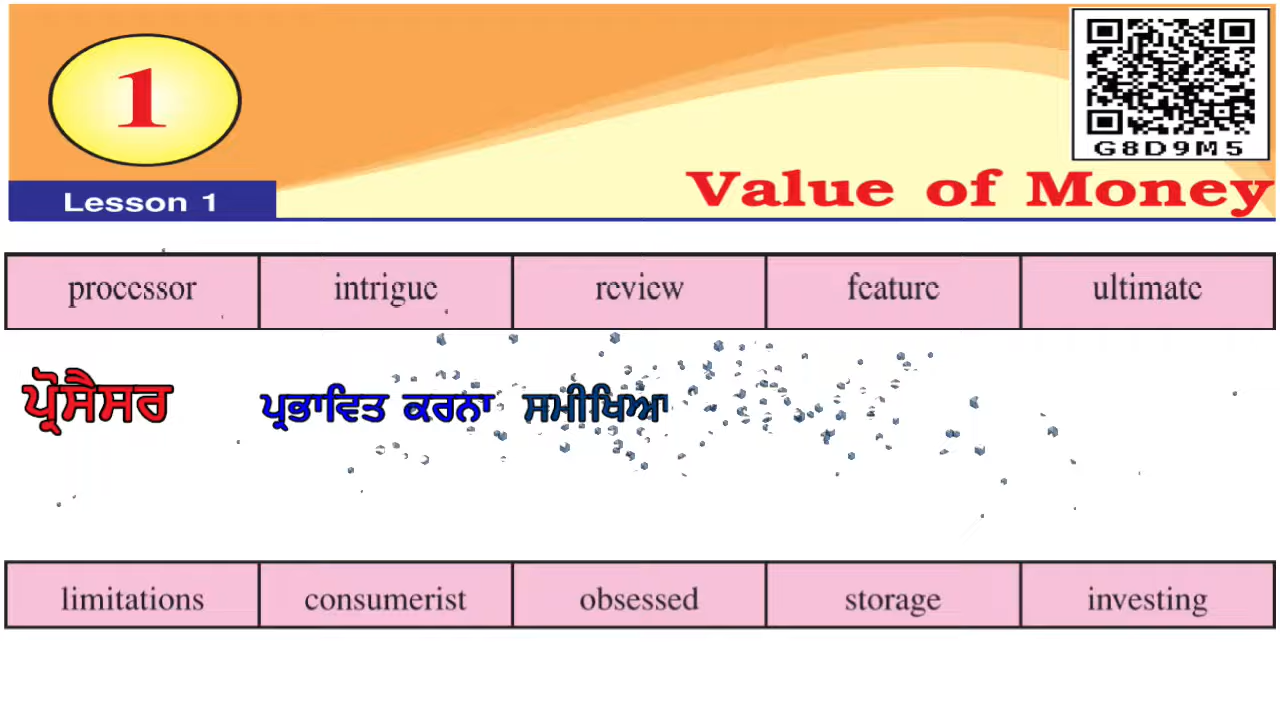 1
G8D9M5
Lesson 1
Value of Money
processor intrigue review feature ultimate
ਪ੍ਰੋਸੈਸਰ ਪ੍ਰਭਾਵਿਤ ਕਰਨਾ ਸਮੀਖਿਆ
limitations consumerist obsessed storage investing